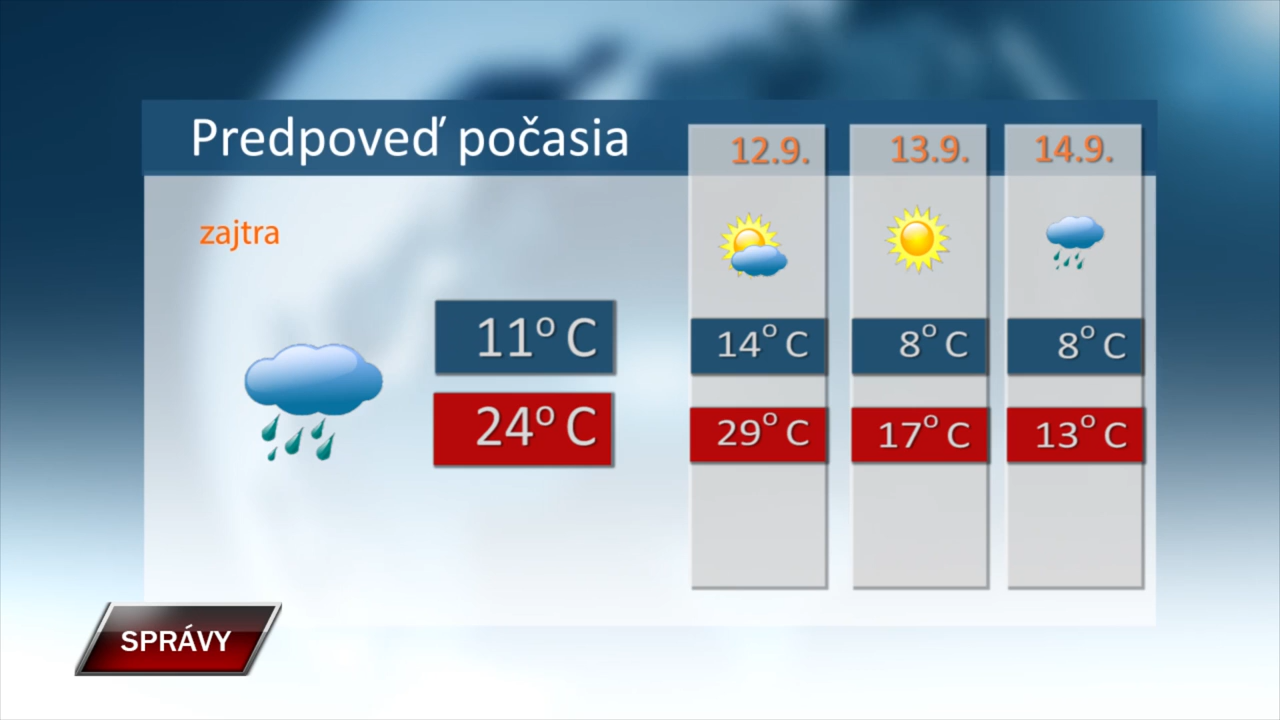 Predpoveď počasia
zajtra
11° C
24° C
12.9.
14° C
29° C
13.9.
8° C
17° C
14.9.
8° C
13° C
SPRÁVY